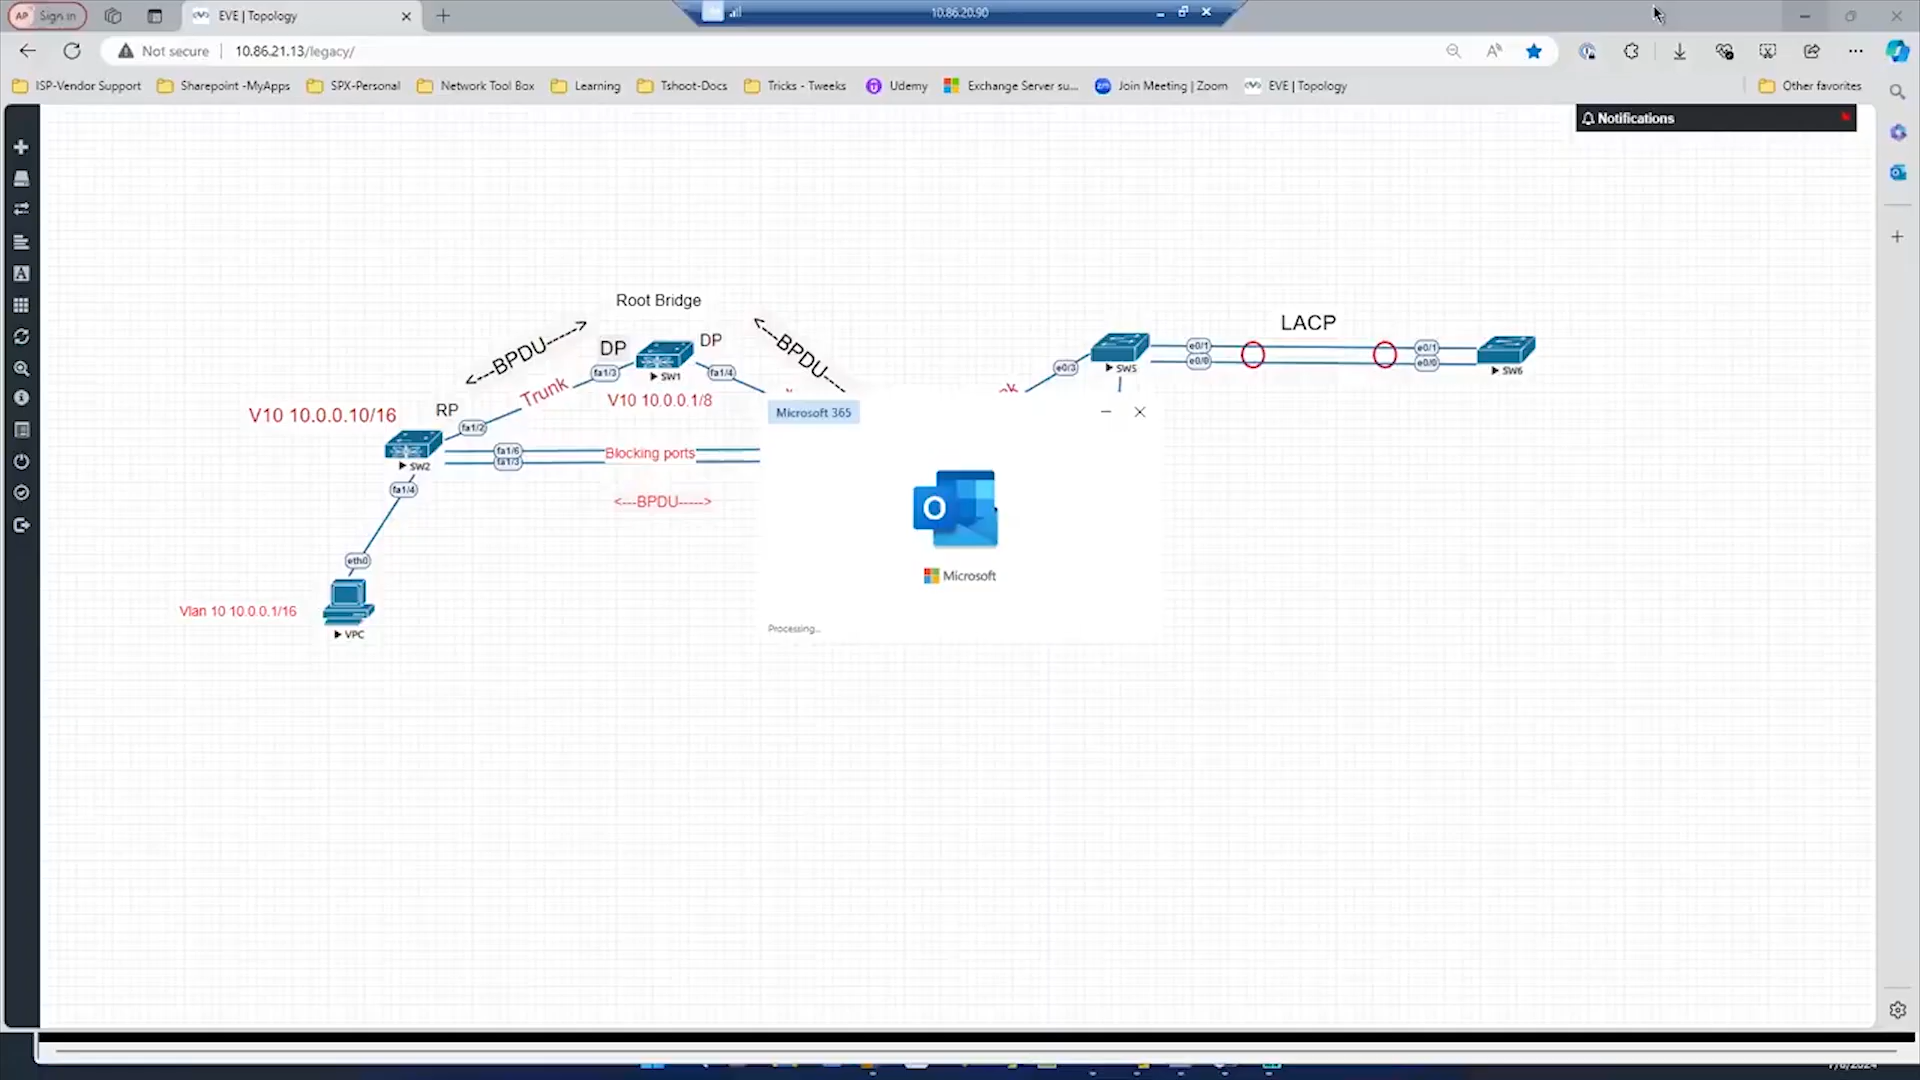 AP Sign in
EVE | Topology
10.86.20.90
Not secure
10.86.21.13/legacy/
ISP-Vendor Support
Sharepoint -MyApps
SPX-Personal
Network Tool Box
Learning
Tshoot-Docs
Tricks - Tweeks
Udemy
Exchange Server su...
Join Meeting | Zoom
EVE | Topology
Other favorites
Notifications
Root Bridge
LACP
<--BPDU---->
DP
DP
<--BPDU----
SW1
fa1/3
fa1/4
Trunk
V10 10.0.0.1/8
e0/3
SW5
e0/1
e0/0
e0/1
e0/0
SW6
V10 10.0.0.10/16
RP
fa1/2
SW2
fa1/6
fa1/3
Blocking ports
<---BPDU----->
fa1/4
eth0
Vlan 10 10.0.0.1/16
VPC
Microsoft 365
O
Microsoft
Processing...